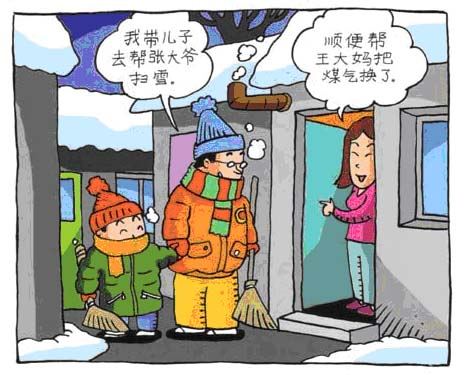 我带儿子
去帮张大爷
扫雪。
顺便帮
王大妈把
煤气换了。